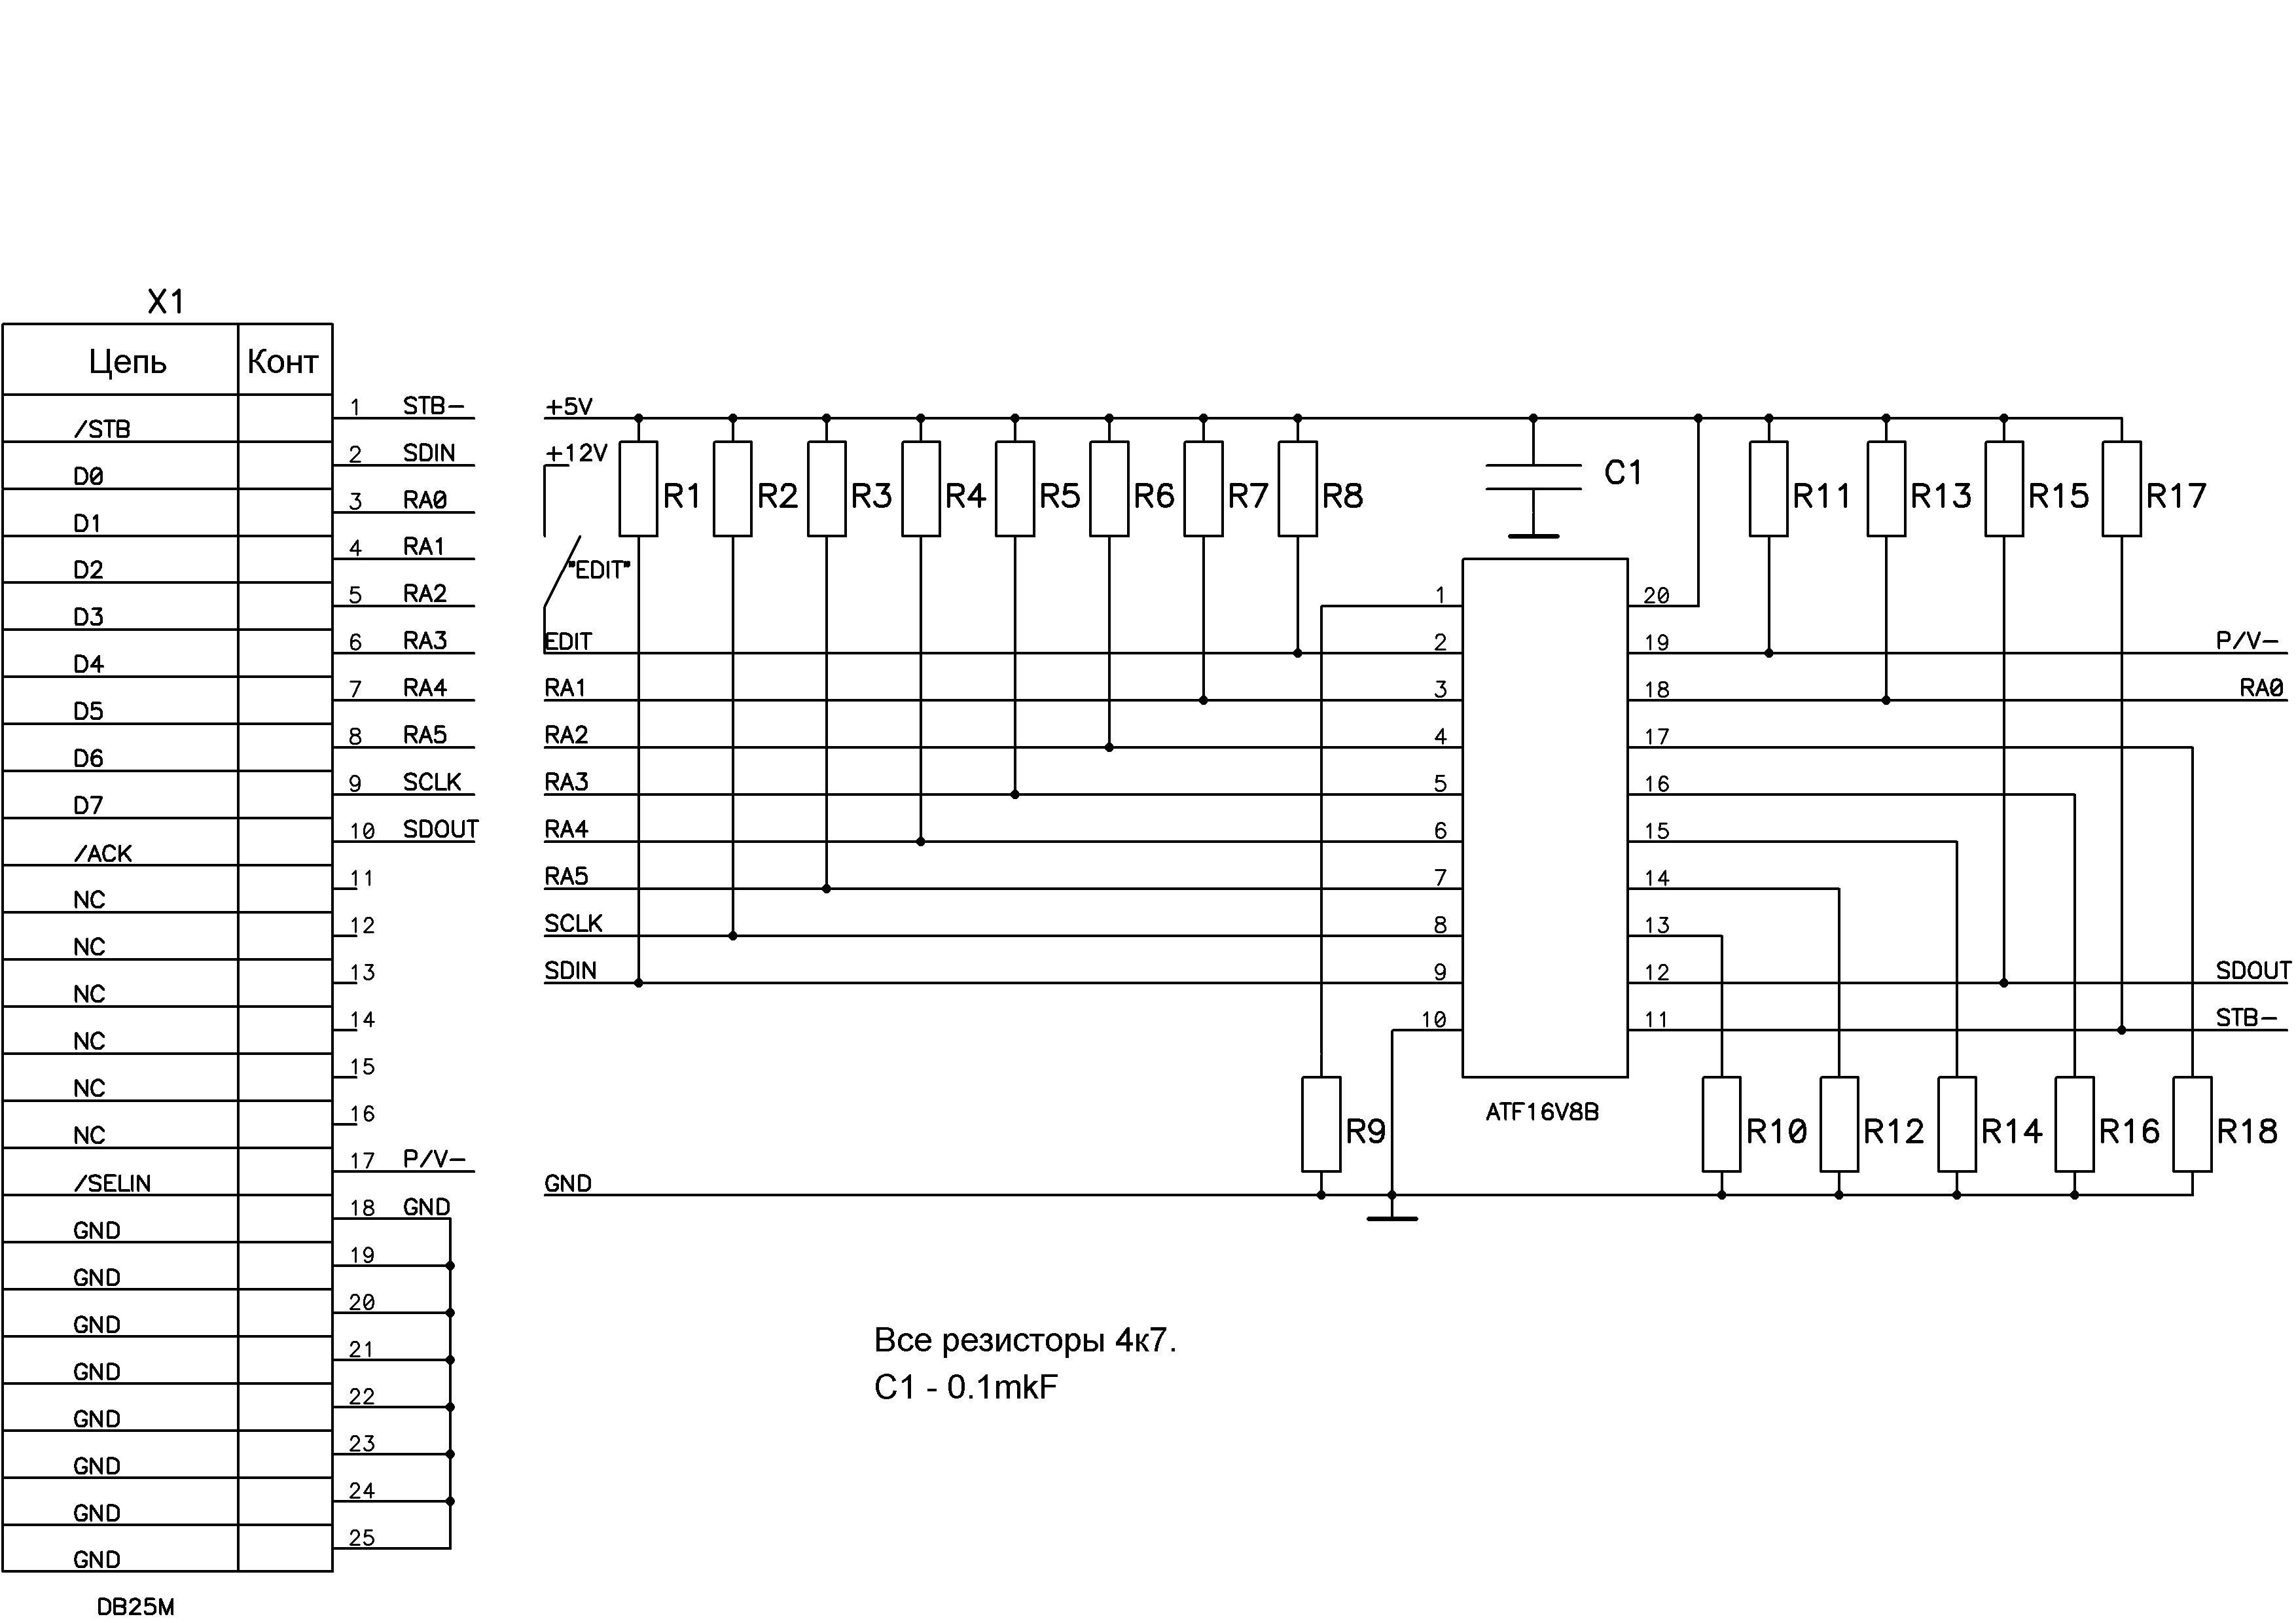 X1
Цепь Конт
/STB 1 STB-
D0 2 SDIN
D1 3 RA0
D2 4 RA1
D3 5 RA2
D4 6 RA3
D5 7 RA4
D6 8 RA5
D7 9 SCLK
/ACK 10 SDOUT
NC 11
NC 12
NC 13
NC 14
NC 15
NC 16
/SELIN 17 P/V-
GND 18 GND
GND 19
GND 20
GND 21
GND 22
GND 23
GND 24
GND 25
DB25M
+5V
+12V
R1 R2 R3 R4 R5 R6 R7 R8 C1 R11 R13 R15 R17
"EDIT"
1 20
EDIT 2 19 P/V-
RA1 3 18 RA0
RA2 4 17
RA3 5 16
RA4 6 15
RA5 7 14
SCLK 8 13
SDIN 9 12 SDOUT
10 11 STB-
ATF16V8B
R9 R10 R12 R14 R16 R18
GND
Все резисторы 4к7.
C1 - 0.1mkF